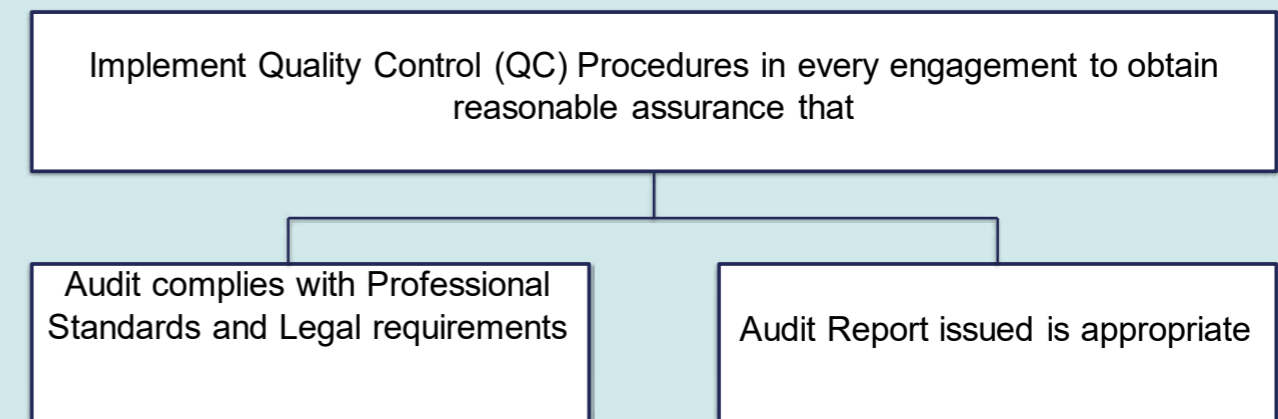 Implement Quality Control (QC) Procedures in every engagement to obtain
reasonable assurance that
Audit complies with Professional
Standards and Legal requirements
Audit Report issued is appropriate